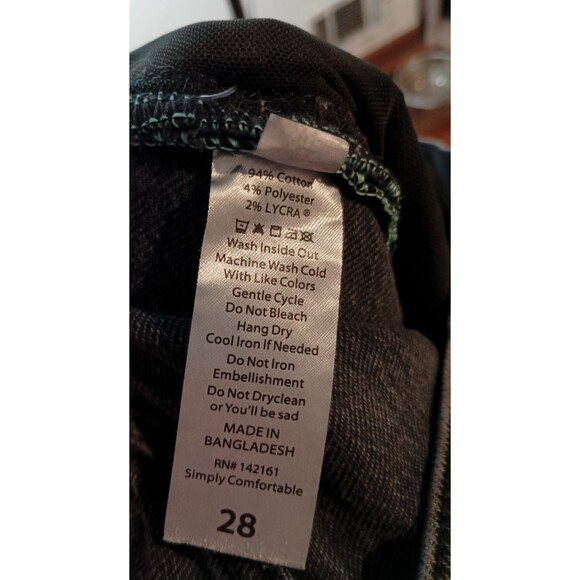 94% Cotton
4% Polyester
2% LYCRA ®
Wash Inside Out
Machine Wash Cold
With Like Colors
Gentle Cycle
Do Not Bleach
Hang Dry
Cool Iron If Needed
Do Not Iron
Embellishment
Do Not Dryclean
or You'll be sad
MADE IN
BANGLADESH
RN# 142161
Simply Comfortable
28